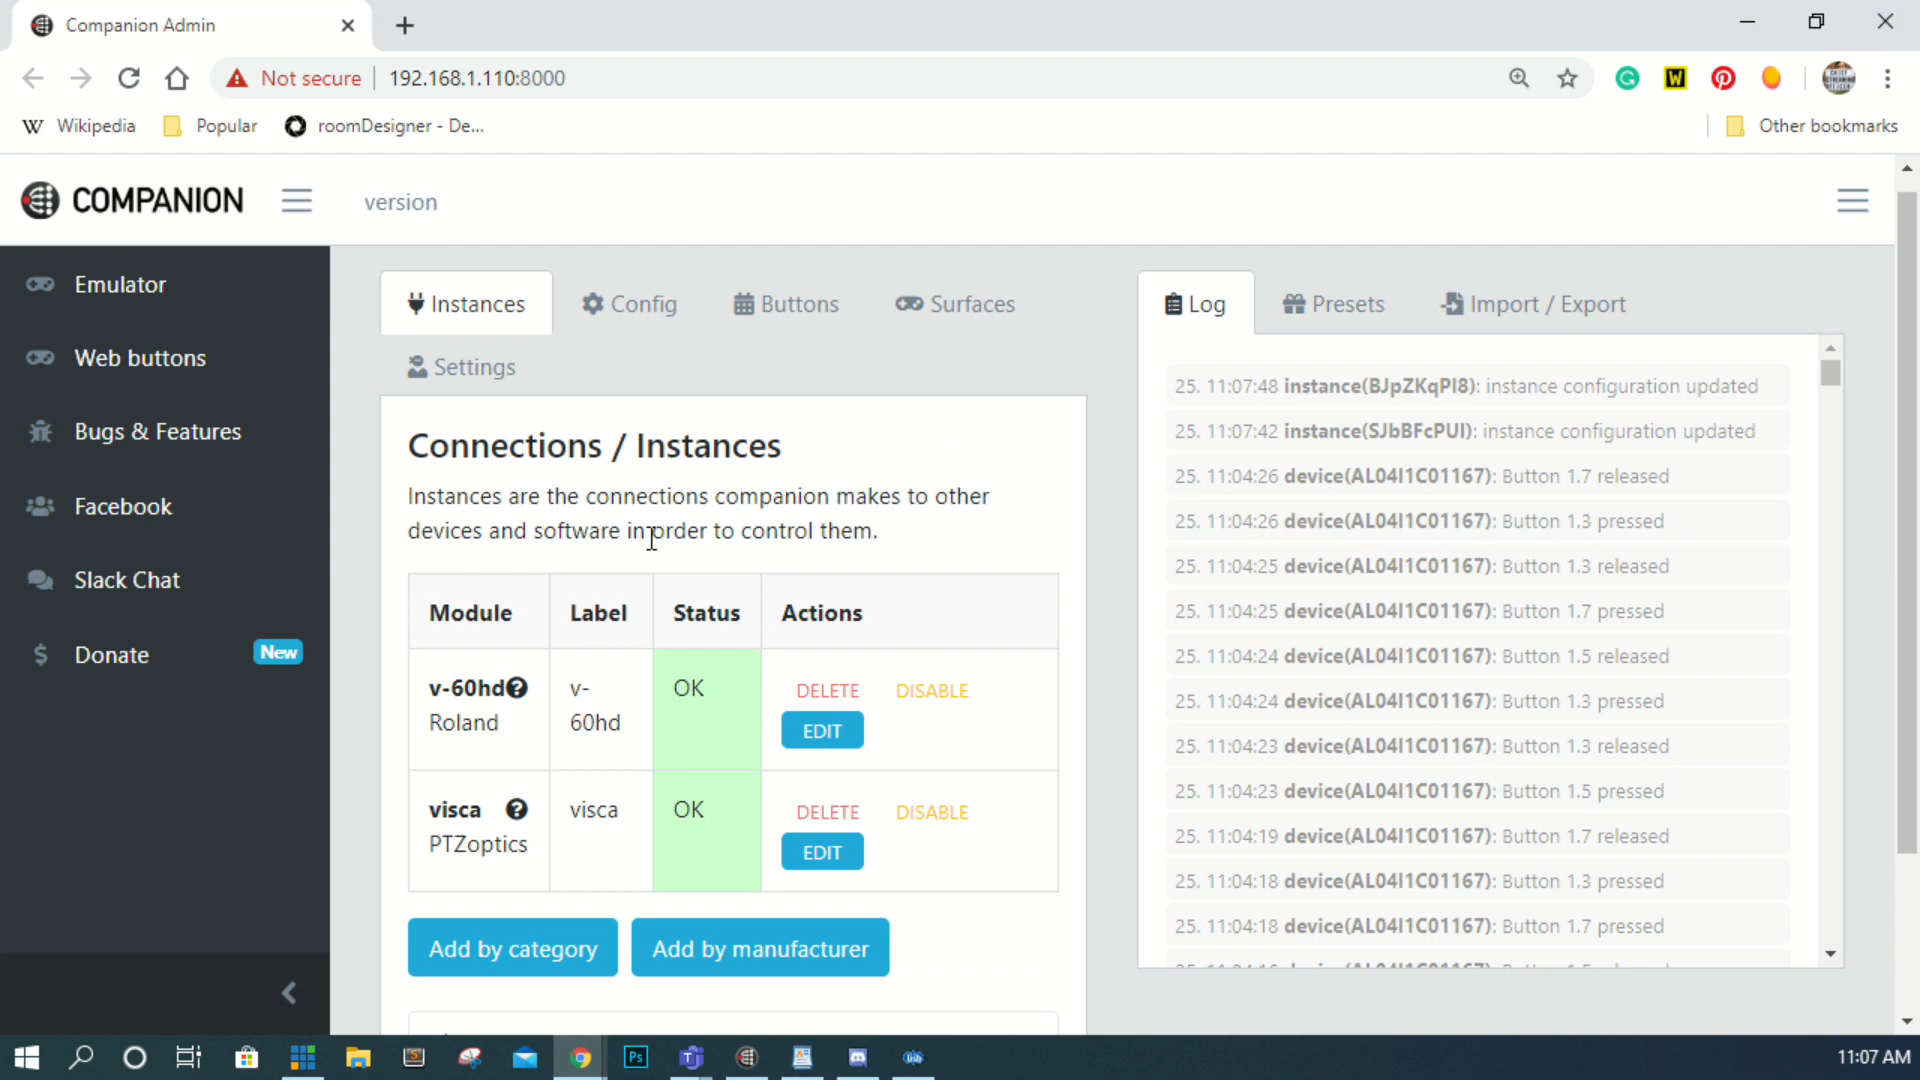 Companion Admin
Not secure
192.168.1.110:8000
W
Wikipedia
Popular
roomDesigner - De...
Other bookmarks
COMPANION
version
Emulator
Web buttons
Bugs & Features
Facebook
Slack Chat
Donate
New
Instances
Config
Buttons
Surfaces
Settings
Connections / Instances
Instances are the connections companion makes to other
devices and software in order to control them.
Module
Label
Status
Actions
v-60hd
Roland
v-
60hd
OK
DELETE
DISABLE
EDIT
visca
PTZoptics
visca
OK
DELETE
DISABLE
EDIT
Add by category
Add by manufacturer
Log
Presets
Import / Export
25. 11:07:48 instance(BJpZKqPl8): instance configuration updated
25. 11:07:42 instance(SJbBFcPUl): instance configuration updated
25. 11:04:26 device(AL04I1C01167): Button 1.7 released
25. 11:04:26 device(AL04I1C01167): Button 1.3 pressed
25. 11:04:25 device(AL04I1C01167): Button 1.3 released
25. 11:04:25 device(AL04I1C01167): Button 1.7 pressed
25. 11:04:24 device(AL04I1C01167): Button 1.5 released
25. 11:04:24 device(AL04I1C01167): Button 1.3 pressed
25. 11:04:23 device(AL04I1C01167): Button 1.3 released
25. 11:04:23 device(AL04I1C01167): Button 1.5 pressed
25. 11:04:19 device(AL04I1C01167): Button 1.7 released
25. 11:04:18 device(AL04I1C01167): Button 1.3 pressed
25. 11:04:18 device(AL04I1C01167): Button 1.7 pressed
Ps
11:07 AM